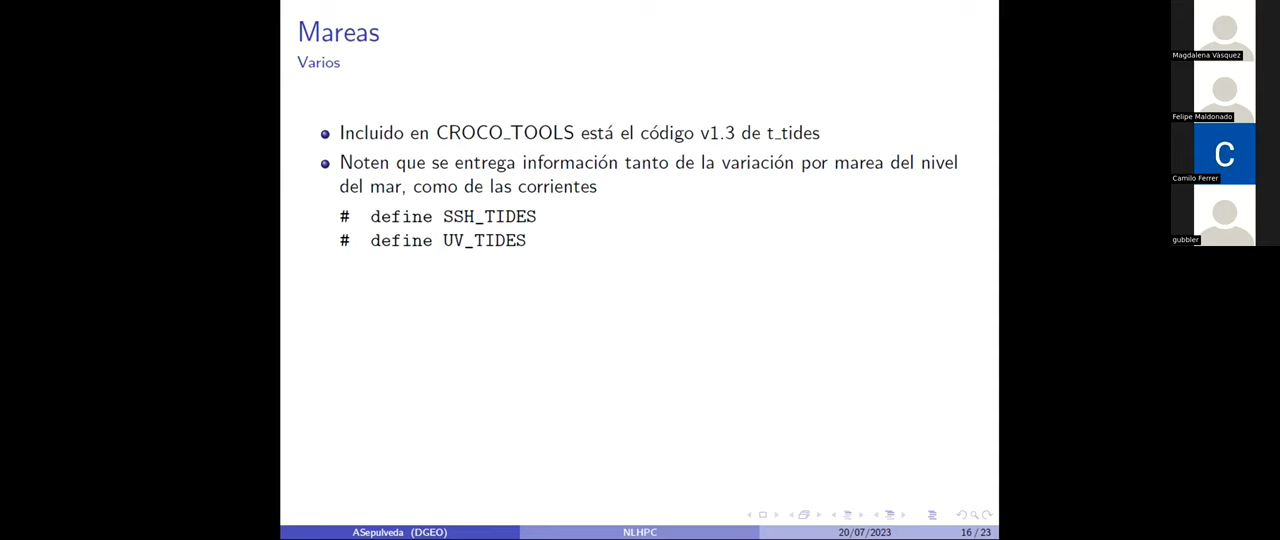 Mareas
Varios
Incluido en CROCO_TOOLS está el código v1.3 de t_tides
Noten que se entrega información tanto de la variación por marea del nivel
del mar, como de las corrientes
# define SSH_TIDES
# define UV_TIDES
ASepulveda (DGEO)
NLHPC
20/07/2023
16 / 23
Magdalena Vásquez
Felipe Maldonado
C
Camilo Ferrer
gubbler